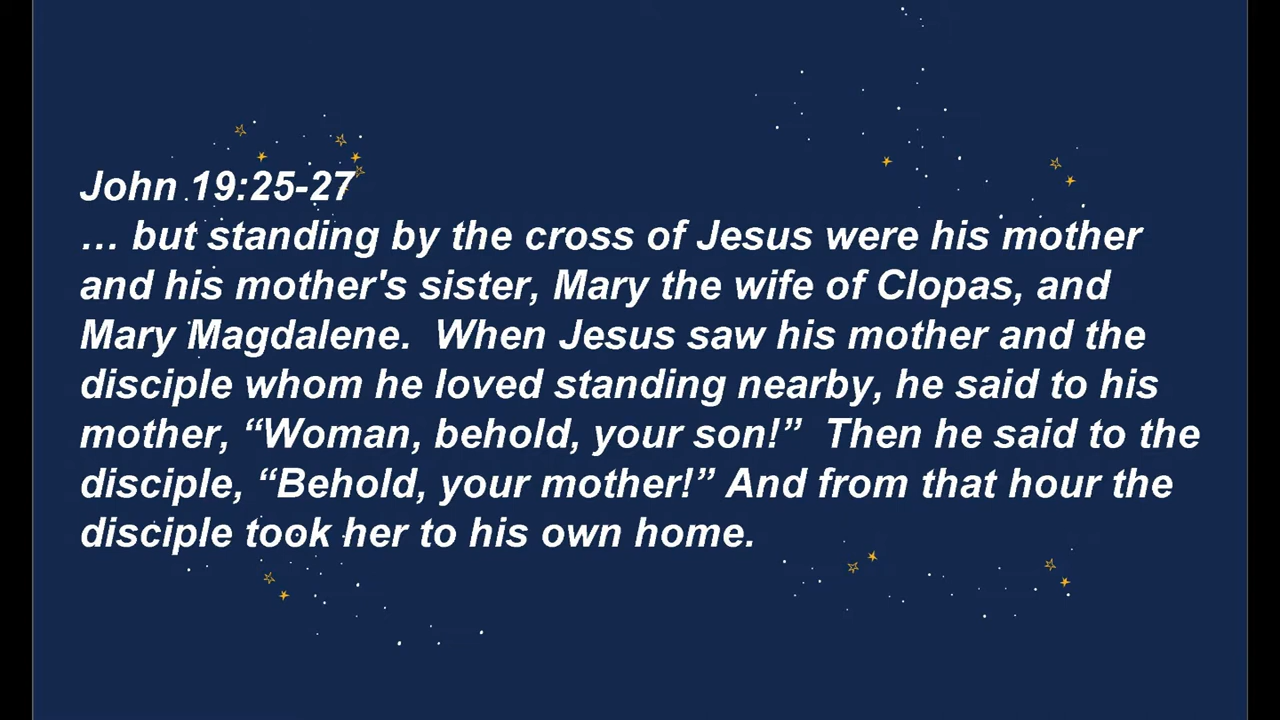 John 19:25-27
… but standing by the cross of Jesus were his mother
and his mother's sister, Mary the wife of Clopas, and
Mary Magdalene.  When Jesus saw his mother and the
disciple whom he loved standing nearby, he said to his
mother, “Woman, behold, your son!”  Then he said to the
disciple, “Behold, your mother!” And from that hour the
disciple took her to his own home.